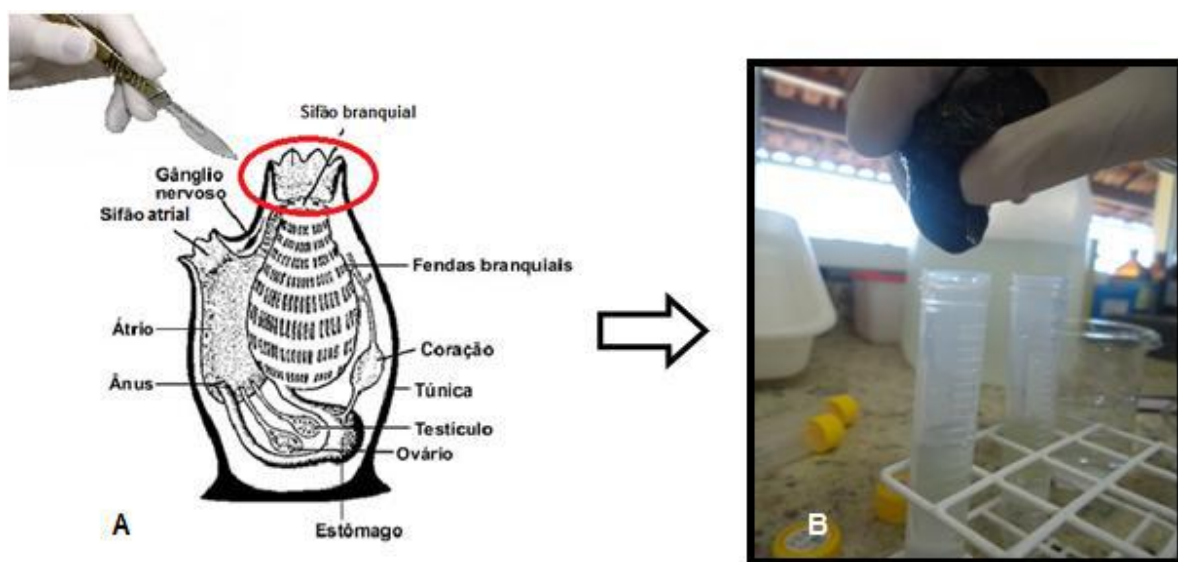 Sifão branquial
Gânglio
nervoso
Sifão atrial
Fendas branquiais
Átrio
Coração
Ânus
Túnica
Testículo
Ovário
Estômago
A
B